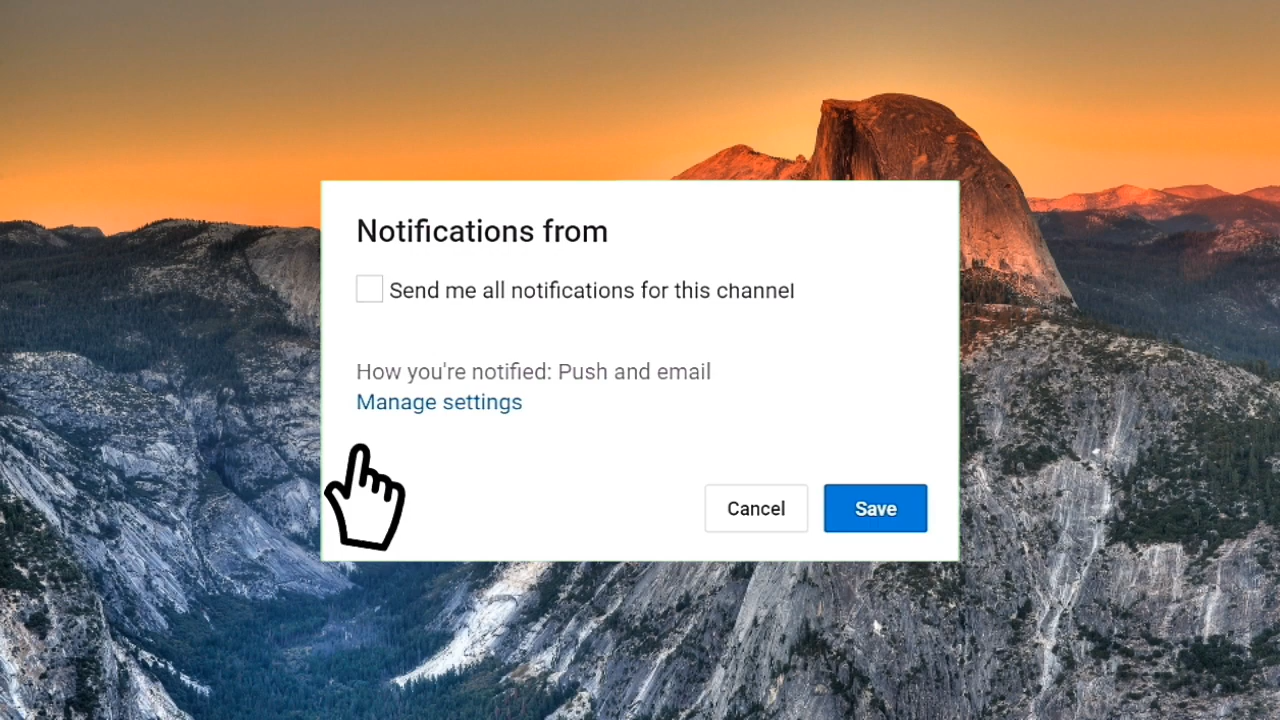 Notifications from
Send me all notifications for this channel
How you're notified: Push and email
Manage settings
Cancel
Save